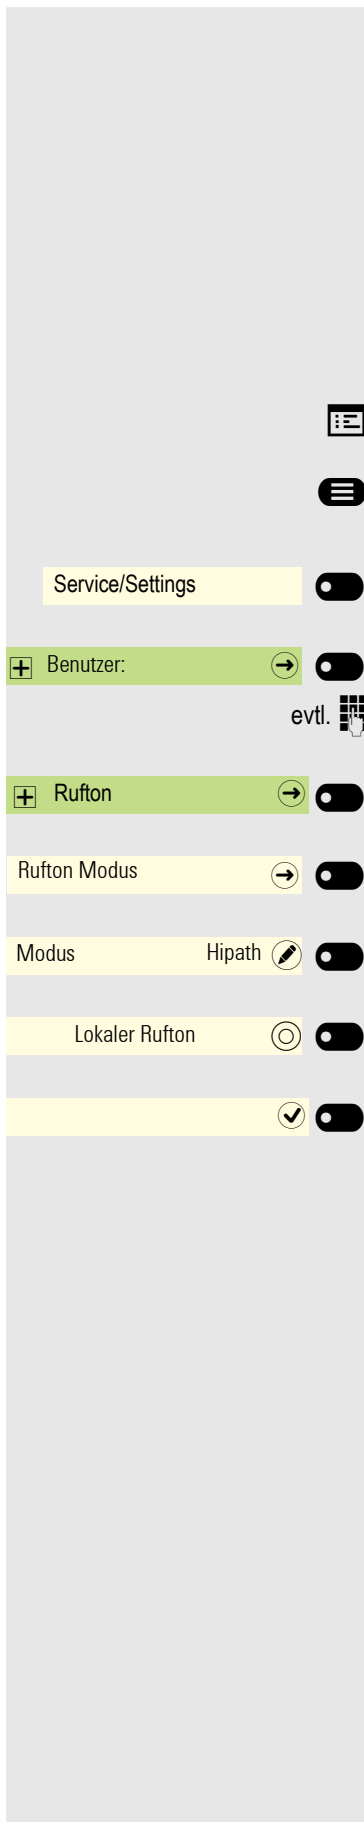 Service/Settings
Benutzer:
evtl.
Rufton
Rufton Modus
Modus Hipath
Lokaler Rufton